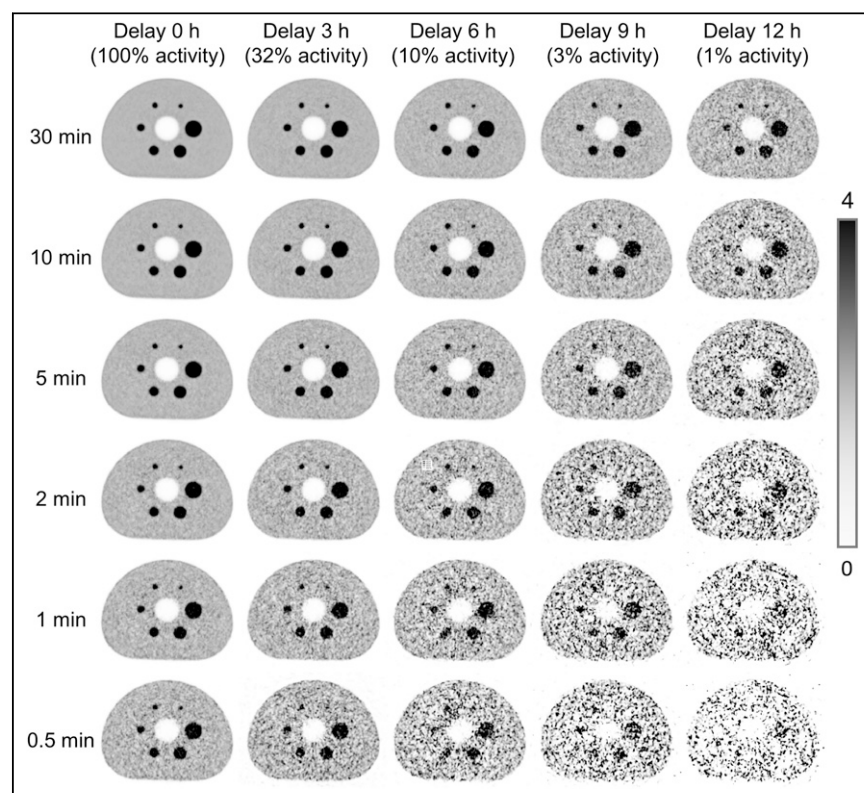 Delay 0 h Delay 3 h Delay 6 h Delay 9 h Delay 12 h
(100% activity) (32% activity) (10% activity) (3% activity) (1% activity)
30 min
4
10 min
5 min
2 min
0
1 min
0.5 min